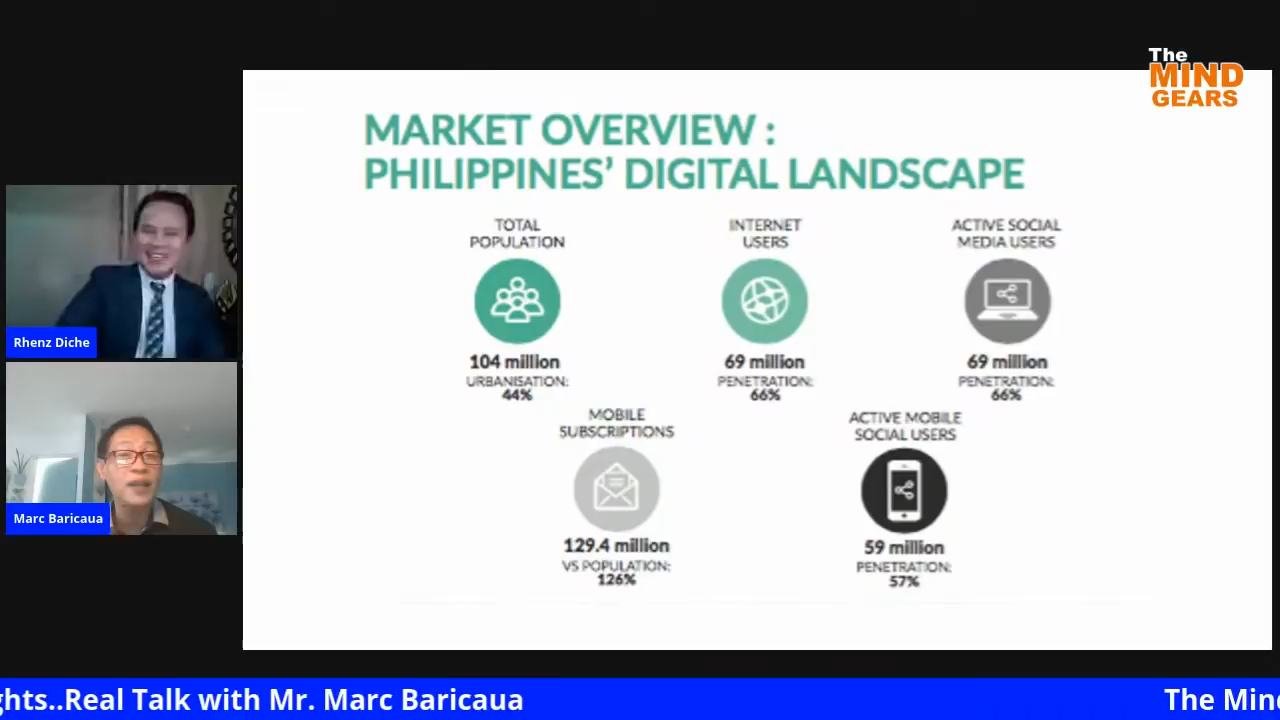 The
MIND
GEARS
MARKET OVERVIEW :
PHILIPPINES’ DIGITAL LANDSCAPE
TOTAL
POPULATION
104 million
URBANISATION:
44%
INTERNET
USERS
69 million
PENETRATION:
66%
ACTIVE SOCIAL
MEDIA USERS
69 million
PENETRATION:
66%
MOBILE
SUBSCRIPTIONS
129.4 million
VS POPULATION:
126%
ACTIVE MOBILE
SOCIAL USERS
59 million
PENETRATION:
57%
Rhenz Diche
Marc Baricaua
ghts..Real Talk with Mr. Marc Baricaua
The Mind